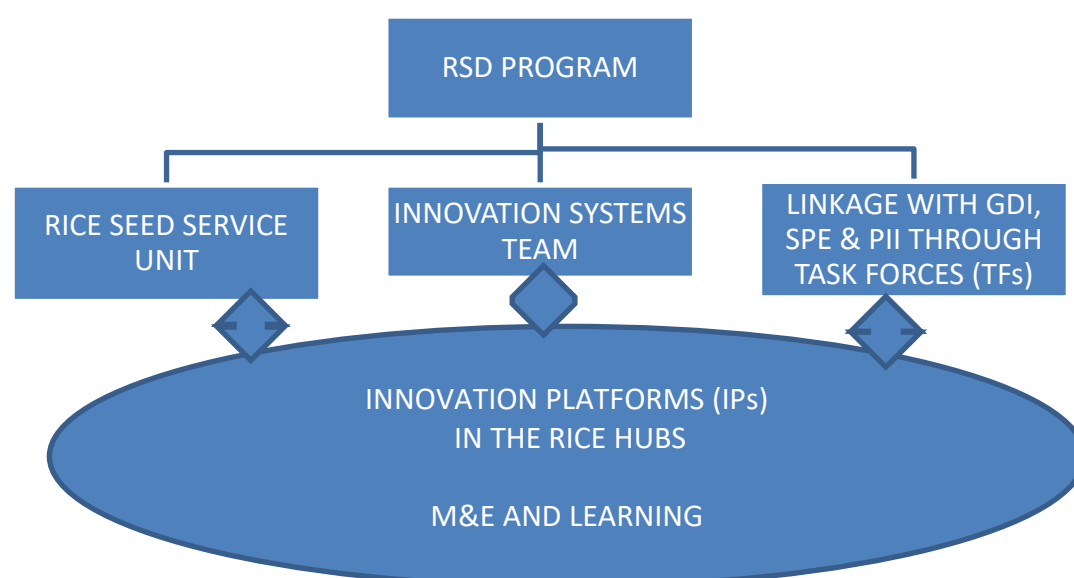 RSD PROGRAM
RICE SEED SERVICE
UNIT
INNOVATION SYSTEMS
TEAM
LINKAGE WITH GDI,
SPE & PII THROUGH
TASK FORCES (TFs)
INNOVATION PLATFORMS (IPs)
IN THE RICE HUBS
M&E AND LEARNING